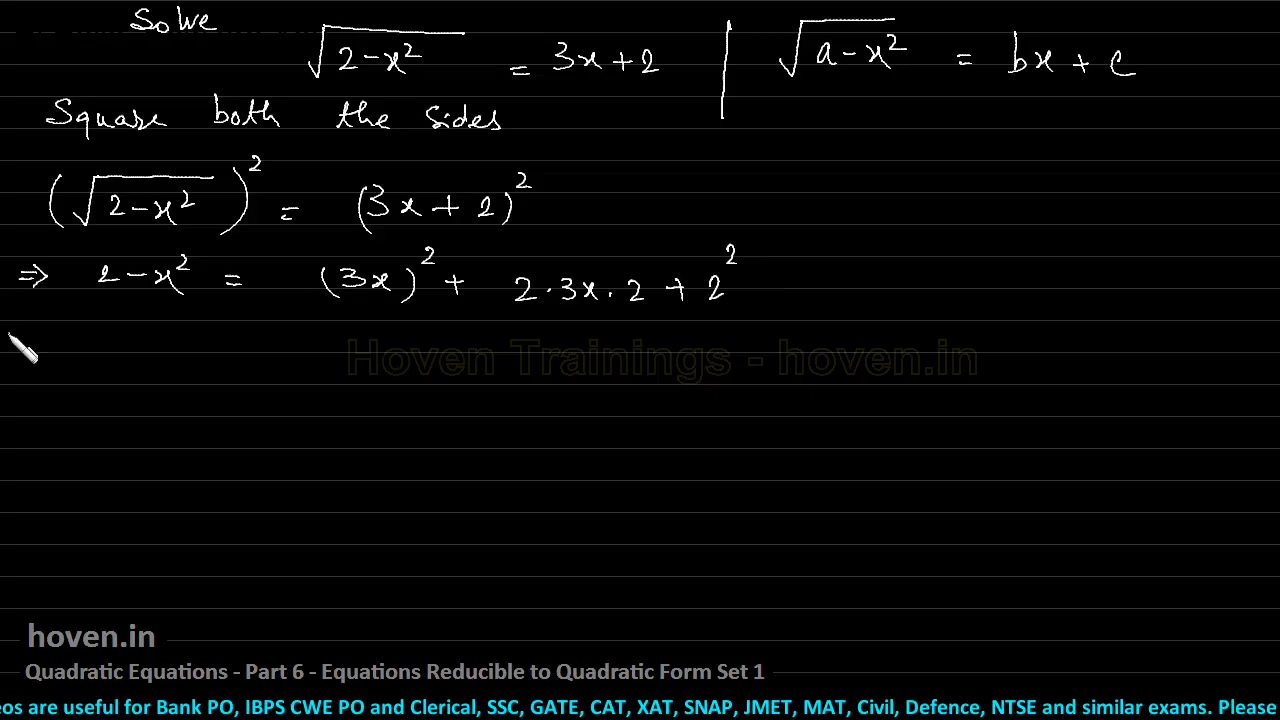 Solve
√(2-x²) = 3x+2 | √(a-x²) = bx+c
Square both the sides
(√(2-x²))² = (3x+2)²
⇒ 2-x² = (3x)² + 2·3x·2 + 2²
Hoven Trainings - hoven.in
hoven.in
Quadratic Equations - Part 6 - Equations Reducible to Quadratic Form Set 1
eos are useful for Bank PO, IBPS CWE PO and Clerical, SSC, GATE, CAT, XAT, SNAP, JMET, MAT, Civil, Defence, NTSE and similar exams. Please